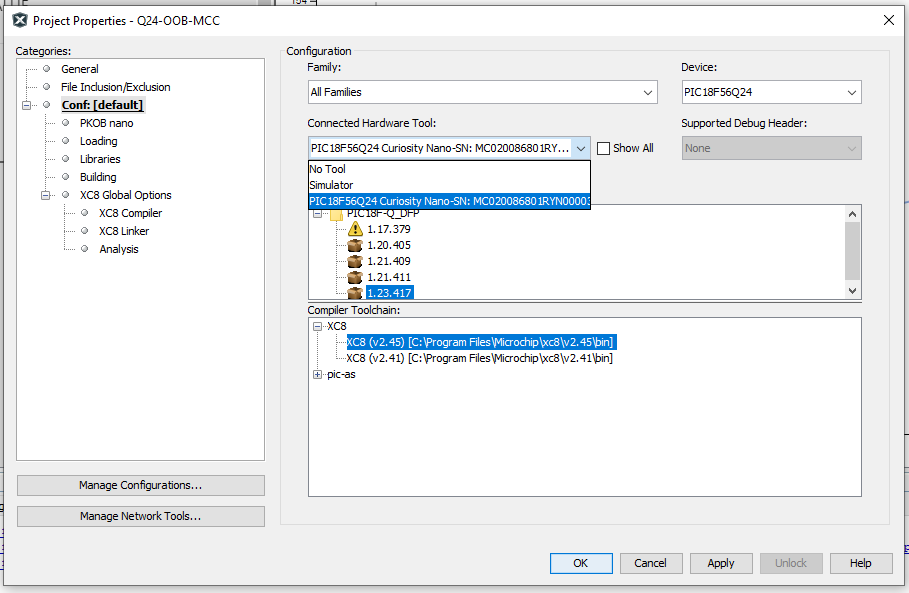 Project Properties - Q24-OOB-MCC
Categories:
General
File Inclusion/Exclusion
Conf: [default]
PKOB nano
Loading
Libraries
Building
XC8 Global Options
XC8 Compiler
XC8 Linker
Analysis
Manage Configurations...
Manage Network Tools...
Configuration
Family:
All Families
Device:
PIC18F56Q24
Connected Hardware Tool:
PIC18F56Q24 Curiosity Nano-SN: MC020086801RY...
Show All
Supported Debug Header:
None
No Tool
Simulator
PIC18F56Q24 Curiosity Nano-SN: MC020086801RYN00003
PIC18F-Q_DFP
1.17.379
1.20.405
1.21.409
1.21.411
1.23.417
Compiler Toolchain:
XC8
XC8 (v2.45) [C:\Program Files\Microchip\xc8\v2.45\bin]
XC8 (v2.41) [C:\Program Files\Microchip\xc8\v2.41\bin]
pic-as
OK
Cancel
Apply
Unlock
Help